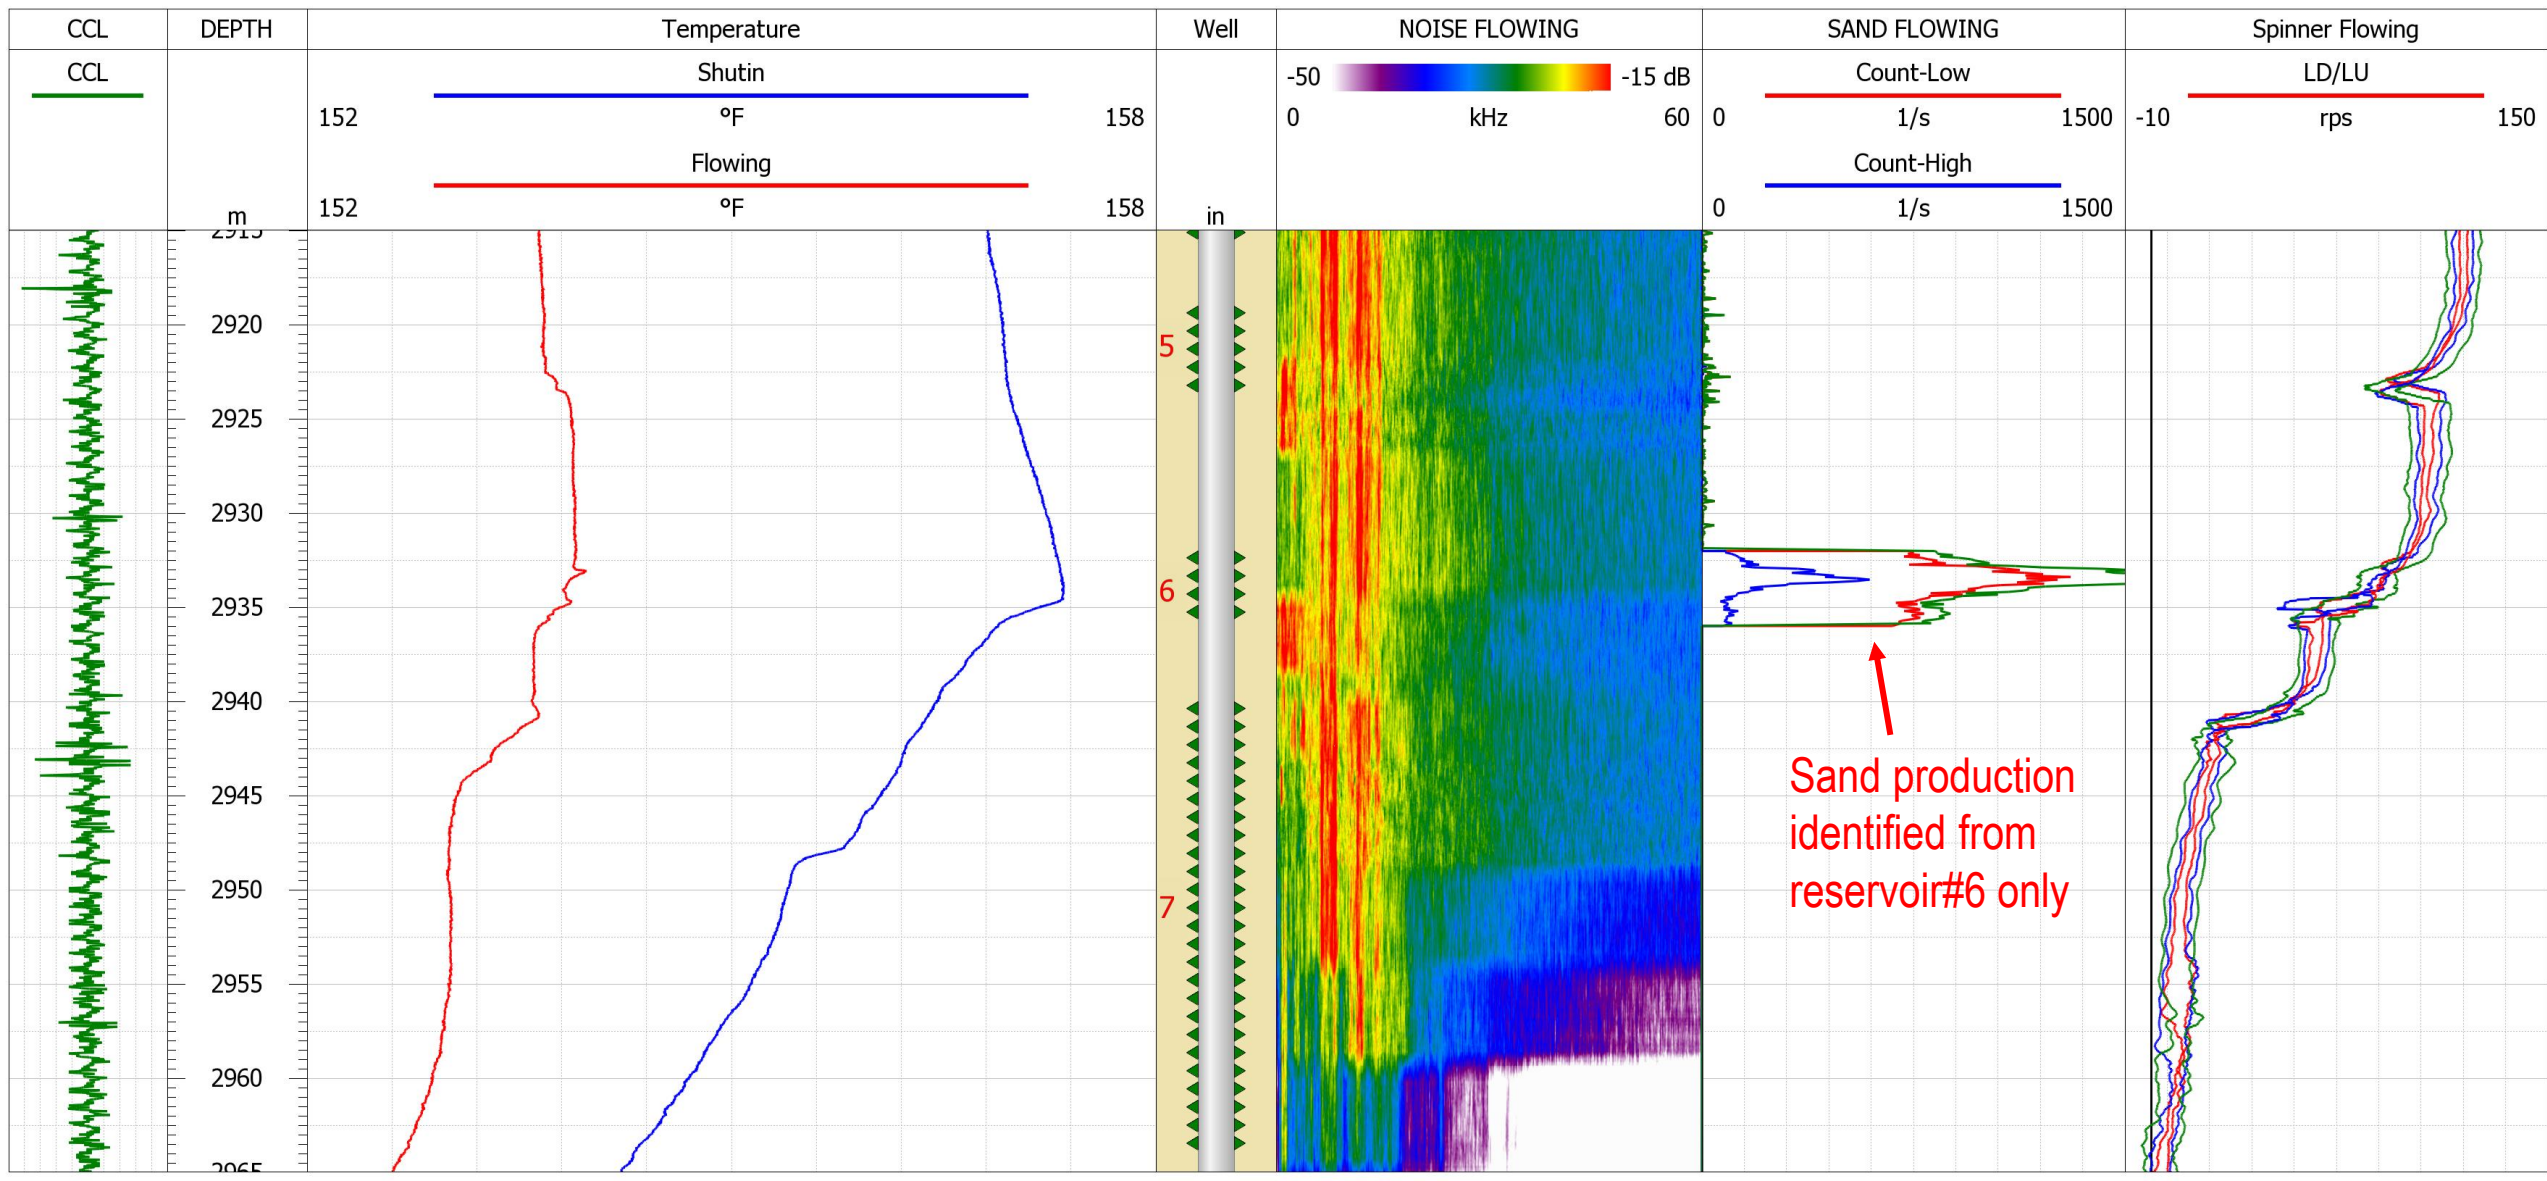 CCL
DEPTH
Temperature
Well
NOISE FLOWING
SAND FLOWING
Spinner Flowing
CCL
Shutin
-50
-15 dB
Count-Low
LD/LU
152
°F
158
0
kHz
60
0
1/s
1500
-10
rps
150
Flowing
Count-High
m
152
°F
158
in
0
1/s
1500
2915
2920
5
2925
2930
6
2935
2940
2945
2950
7
2955
2960
2965
Sand production
identified from
reservoir#6 only